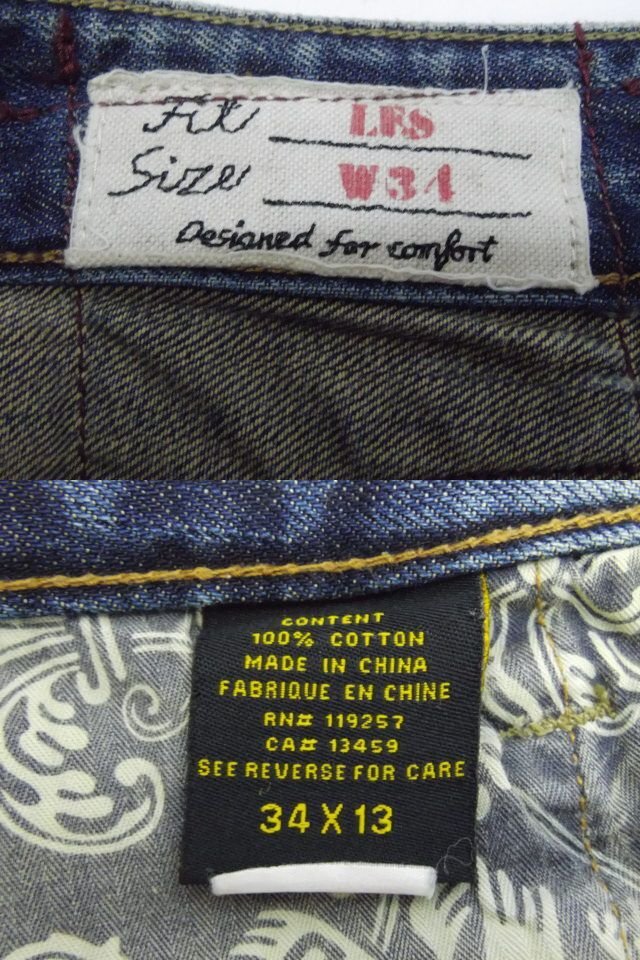 Fit LFS
Size W34
Designed for comfort
CONTENT
100% COTTON
MADE IN CHINA
FABRIQUE EN CHINE
RN# 119257
CA# 13459
SEE REVERSE FOR CARE
34 X 13